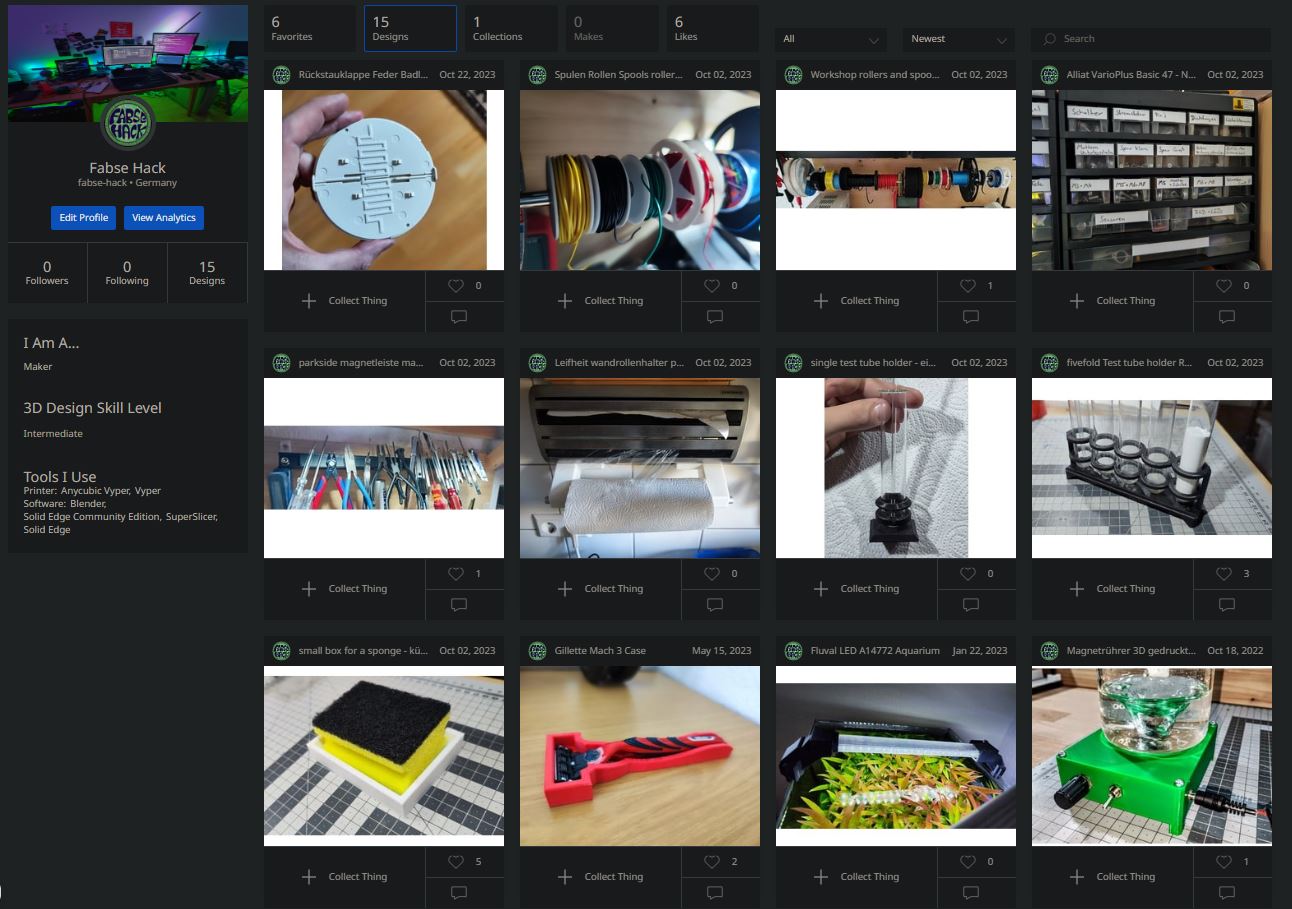 6
Favorites
15
Designs
1
Collections
0
Makes
6
Likes
All
Newest
Search
FABSE
HACK
Fabse Hack
fabse-hack • Germany
Edit Profile
View Analytics
0
Followers
0
Following
15
Designs
I Am A...
Maker
3D Design Skill Level
Intermediate
Tools I Use
Printer: Anycubic Vyper, Vyper
Software: Blender,
Solid Edge Community Edition, SuperSlicer,
Solid Edge
Rückstauklappe Feder Badl... Oct 22, 2023
Collect Thing
0
Spulen Rollen Spools roller... Oct 02, 2023
Collect Thing
0
Workshop rollers and spoo... Oct 02, 2023
Collect Thing
1
Alliat VarioPlus Basic 47 - N... Oct 02, 2023
Schalter
Sensoren
Collect Thing
0
parkside magnetleiste ma... Oct 02, 2023
Collect Thing
1
Leifheit wandrollenhalter p... Oct 02, 2023
Collect Thing
0
single test tube holder - ei... Oct 02, 2023
Collect Thing
0
fivefold Test tube holder R... Oct 02, 2023
Collect Thing
3
small box for a sponge - kü... Oct 02, 2023
Collect Thing
5
Gillette Mach 3 Case May 15, 2023
Collect Thing
2
Fluval LED A14772 Aquarium Jan 22, 2023
Collect Thing
0
Magnetrührer 3D gedruckt... Oct 18, 2022
Collect Thing
1